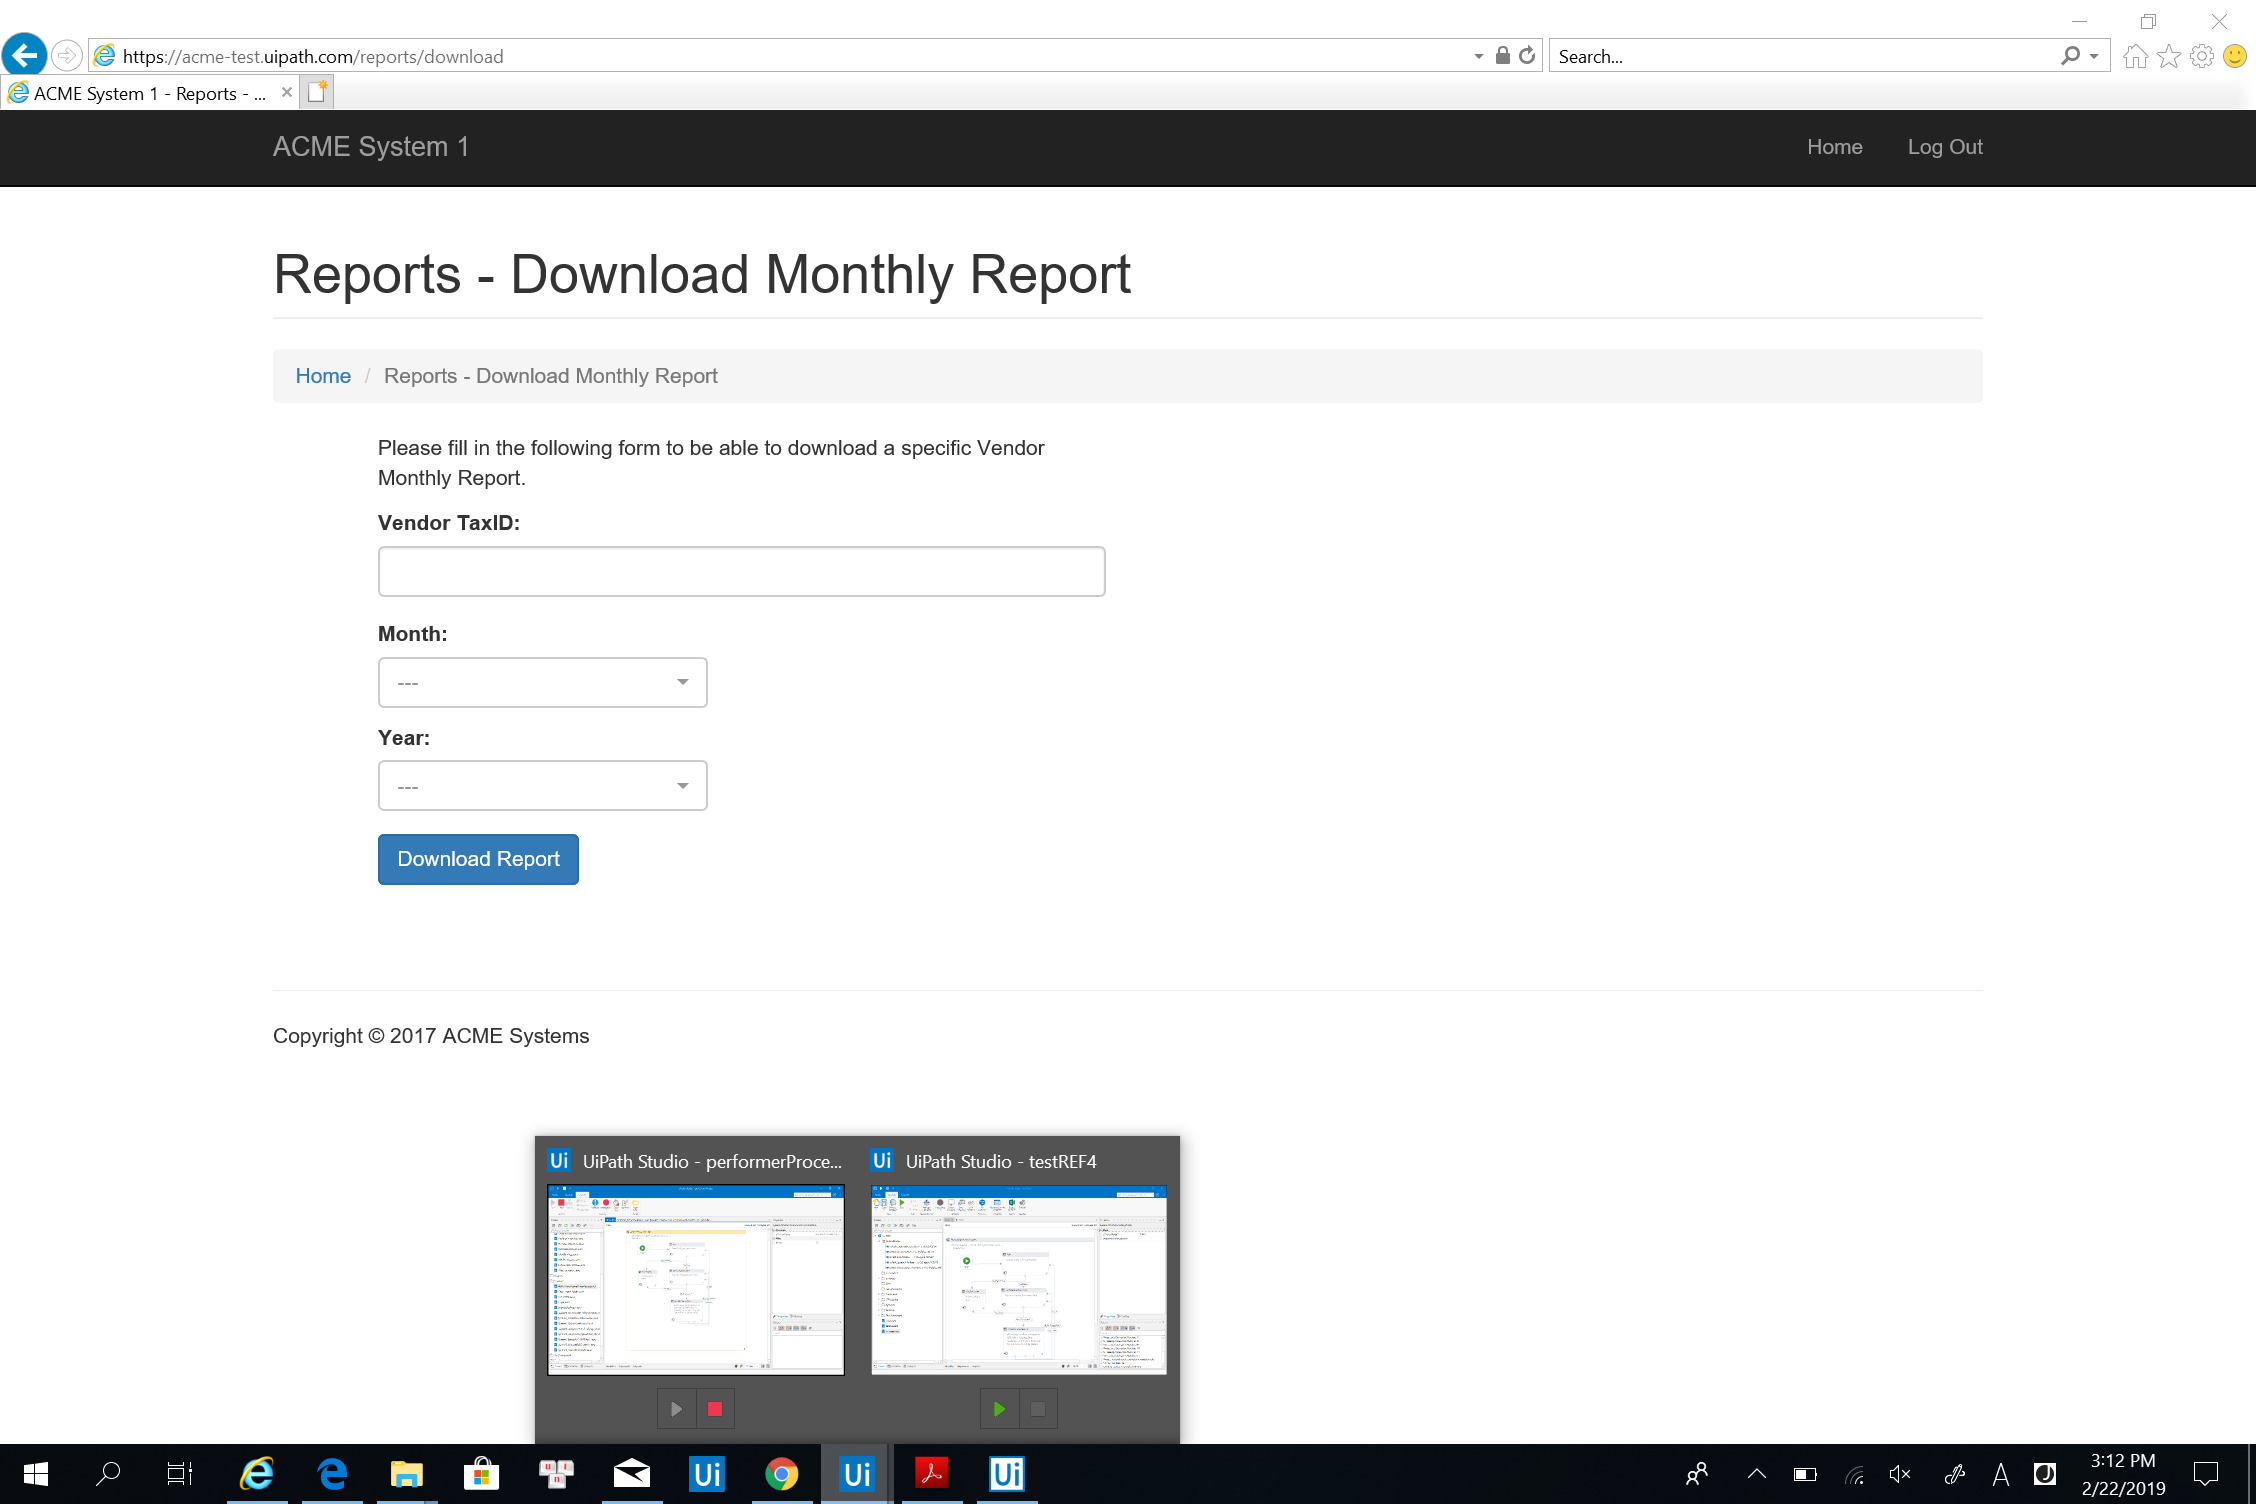 https://acme-test.uipath.com/reports/download
Search...
ACME System 1 - Reports - ...
ACME System 1
Home
Log Out
Reports - Download Monthly Report
Home / Reports - Download Monthly Report
Please fill in the following form to be able to download a specific Vendor
Monthly Report.
Vendor TaxID:
Month:
---
Year:
---
Download Report
Copyright © 2017 ACME Systems
Ui UiPath Studio - performerProce...
Ui UiPath Studio - testREF4
Ui
Ui
Ui
A
3:12 PM
2/22/2019